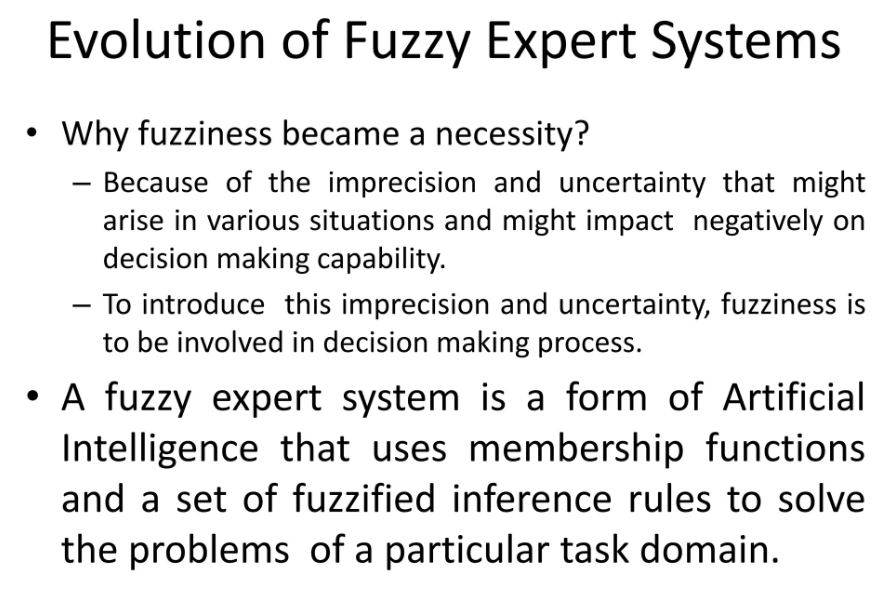 Evolution of Fuzzy Expert Systems
• Why fuzziness became a necessity?
– Because of the imprecision and uncertainty that might
arise in various situations and might impact negatively on
decision making capability.
– To introduce this imprecision and uncertainty, fuzziness is
to be involved in decision making process.
• A fuzzy expert system is a form of Artificial
Intelligence that uses membership functions
and a set of fuzzified inference rules to solve
the problems of a particular task domain.